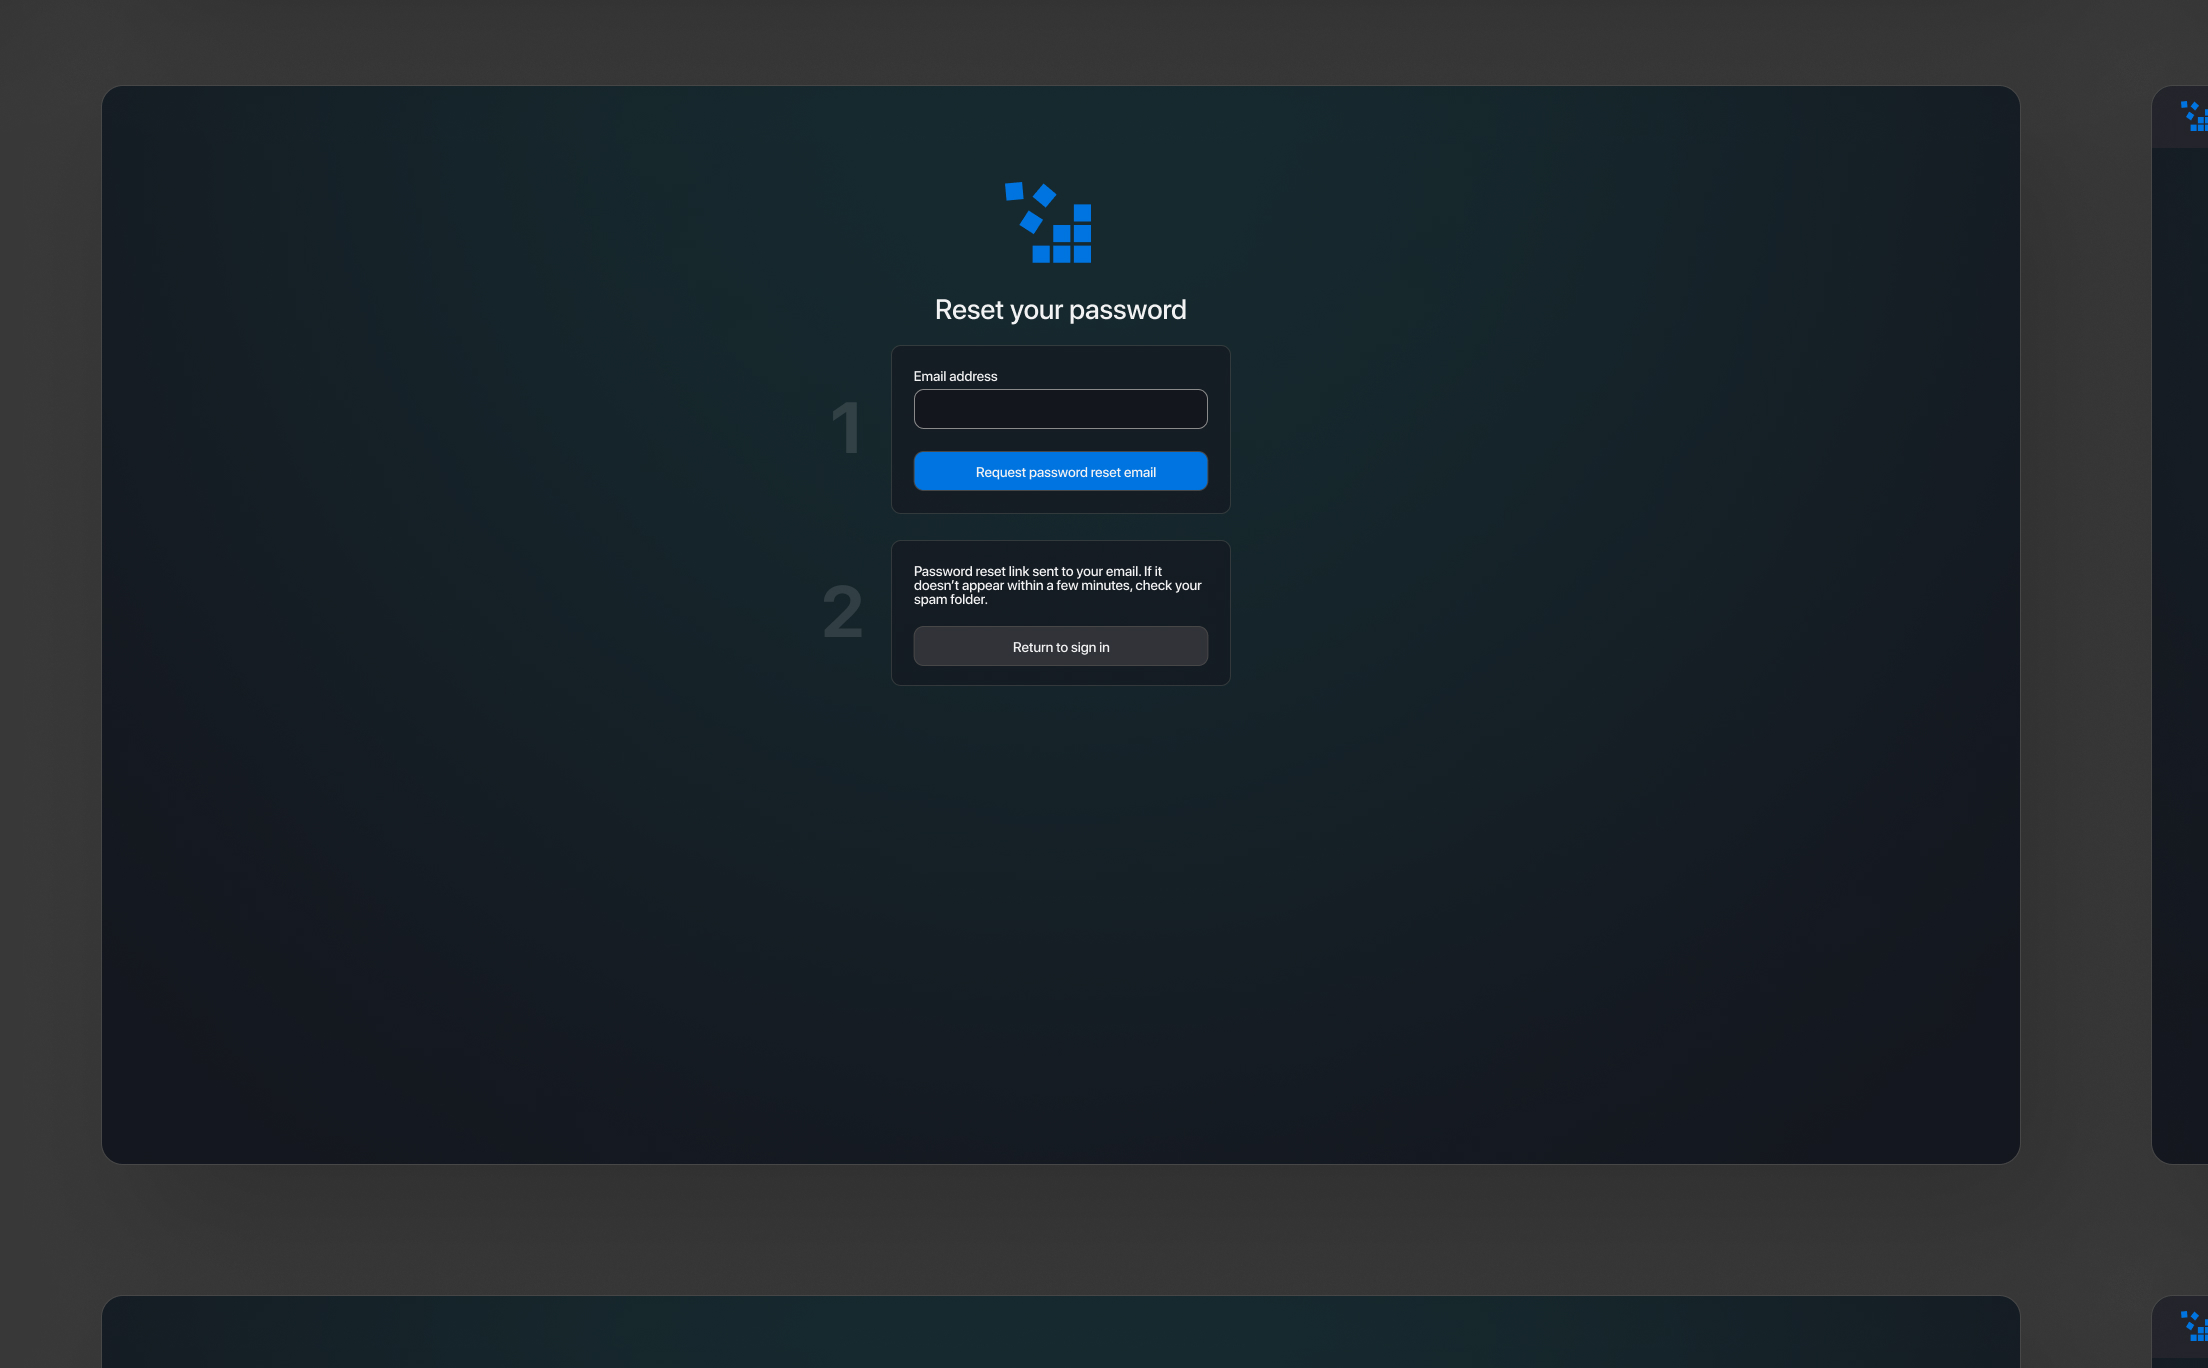 Reset your password
Email address
1
Request password reset email
Password reset link sent to your email. If it
doesn’t appear within a few minutes, check your
spam folder.
2
Return to sign in